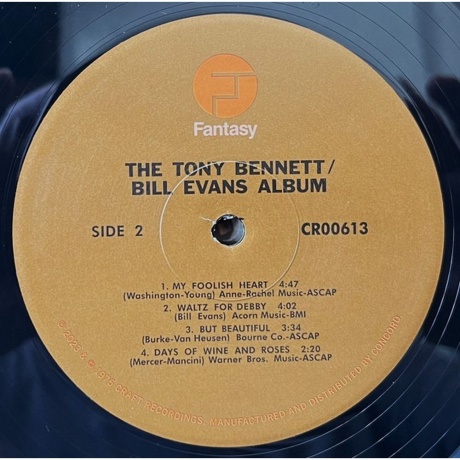 Fantasy
THE TONY BENNETT/
BILL EVANS ALBUM
SIDE 2
CR00613
1. MY FOOLISH HEART 4:47
(Washington-Young) Anne-Rachel Music-ASCAP
2. WALTZ FOR DEBBY 4:02
(Bill Evans) Acorn Music-BMI
3. BUT BEAUTIFUL 3:34
(Burke-Van Heusen) Bourne Co.-ASCAP
4. DAYS OF WINE AND ROSES 2:20
(Mercer-Mancini) Warner Bros. Music-ASCAP
CRAFT RECORDINGS. MANUFACTURED AND DISTRIBUTED BY CONCORD